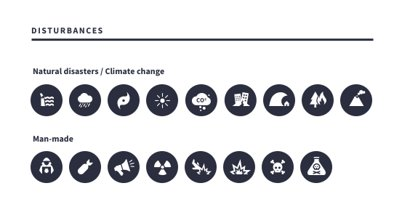 DISTURBANCES
Natural disasters / Climate change
CO²
Man-made